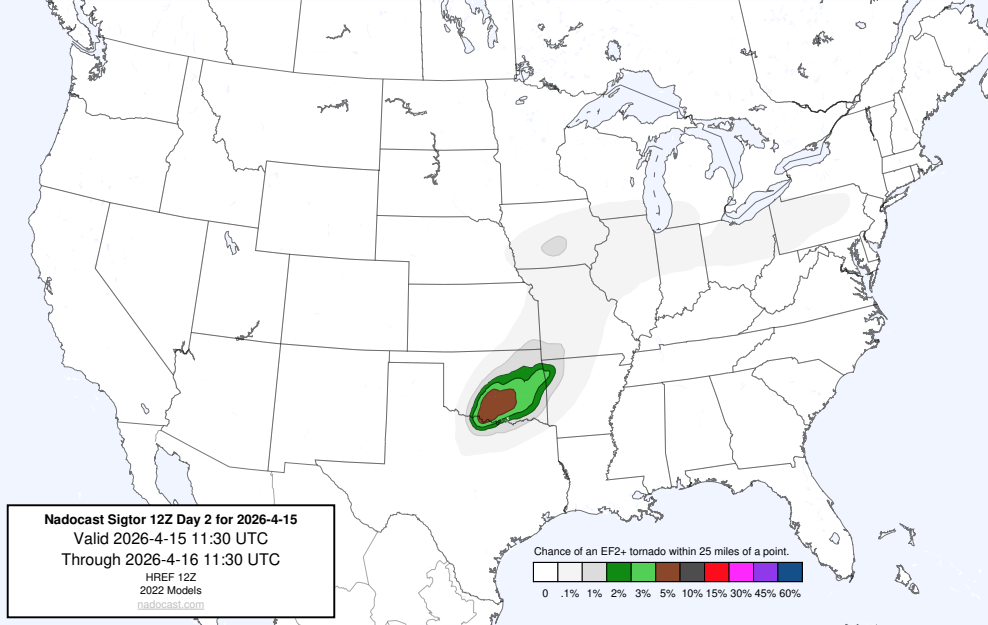 Nadocast Sigtor 12Z Day 2 for 2026-4-15
Valid 2026-4-15 11:30 UTC
Through 2026-4-16 11:30 UTC
HREF 12Z
2022 Models
nadocast.com
Chance of an EF2+ tornado within 25 miles of a point.
0 .1% 1% 2% 3% 5% 10% 15% 30% 45% 60%